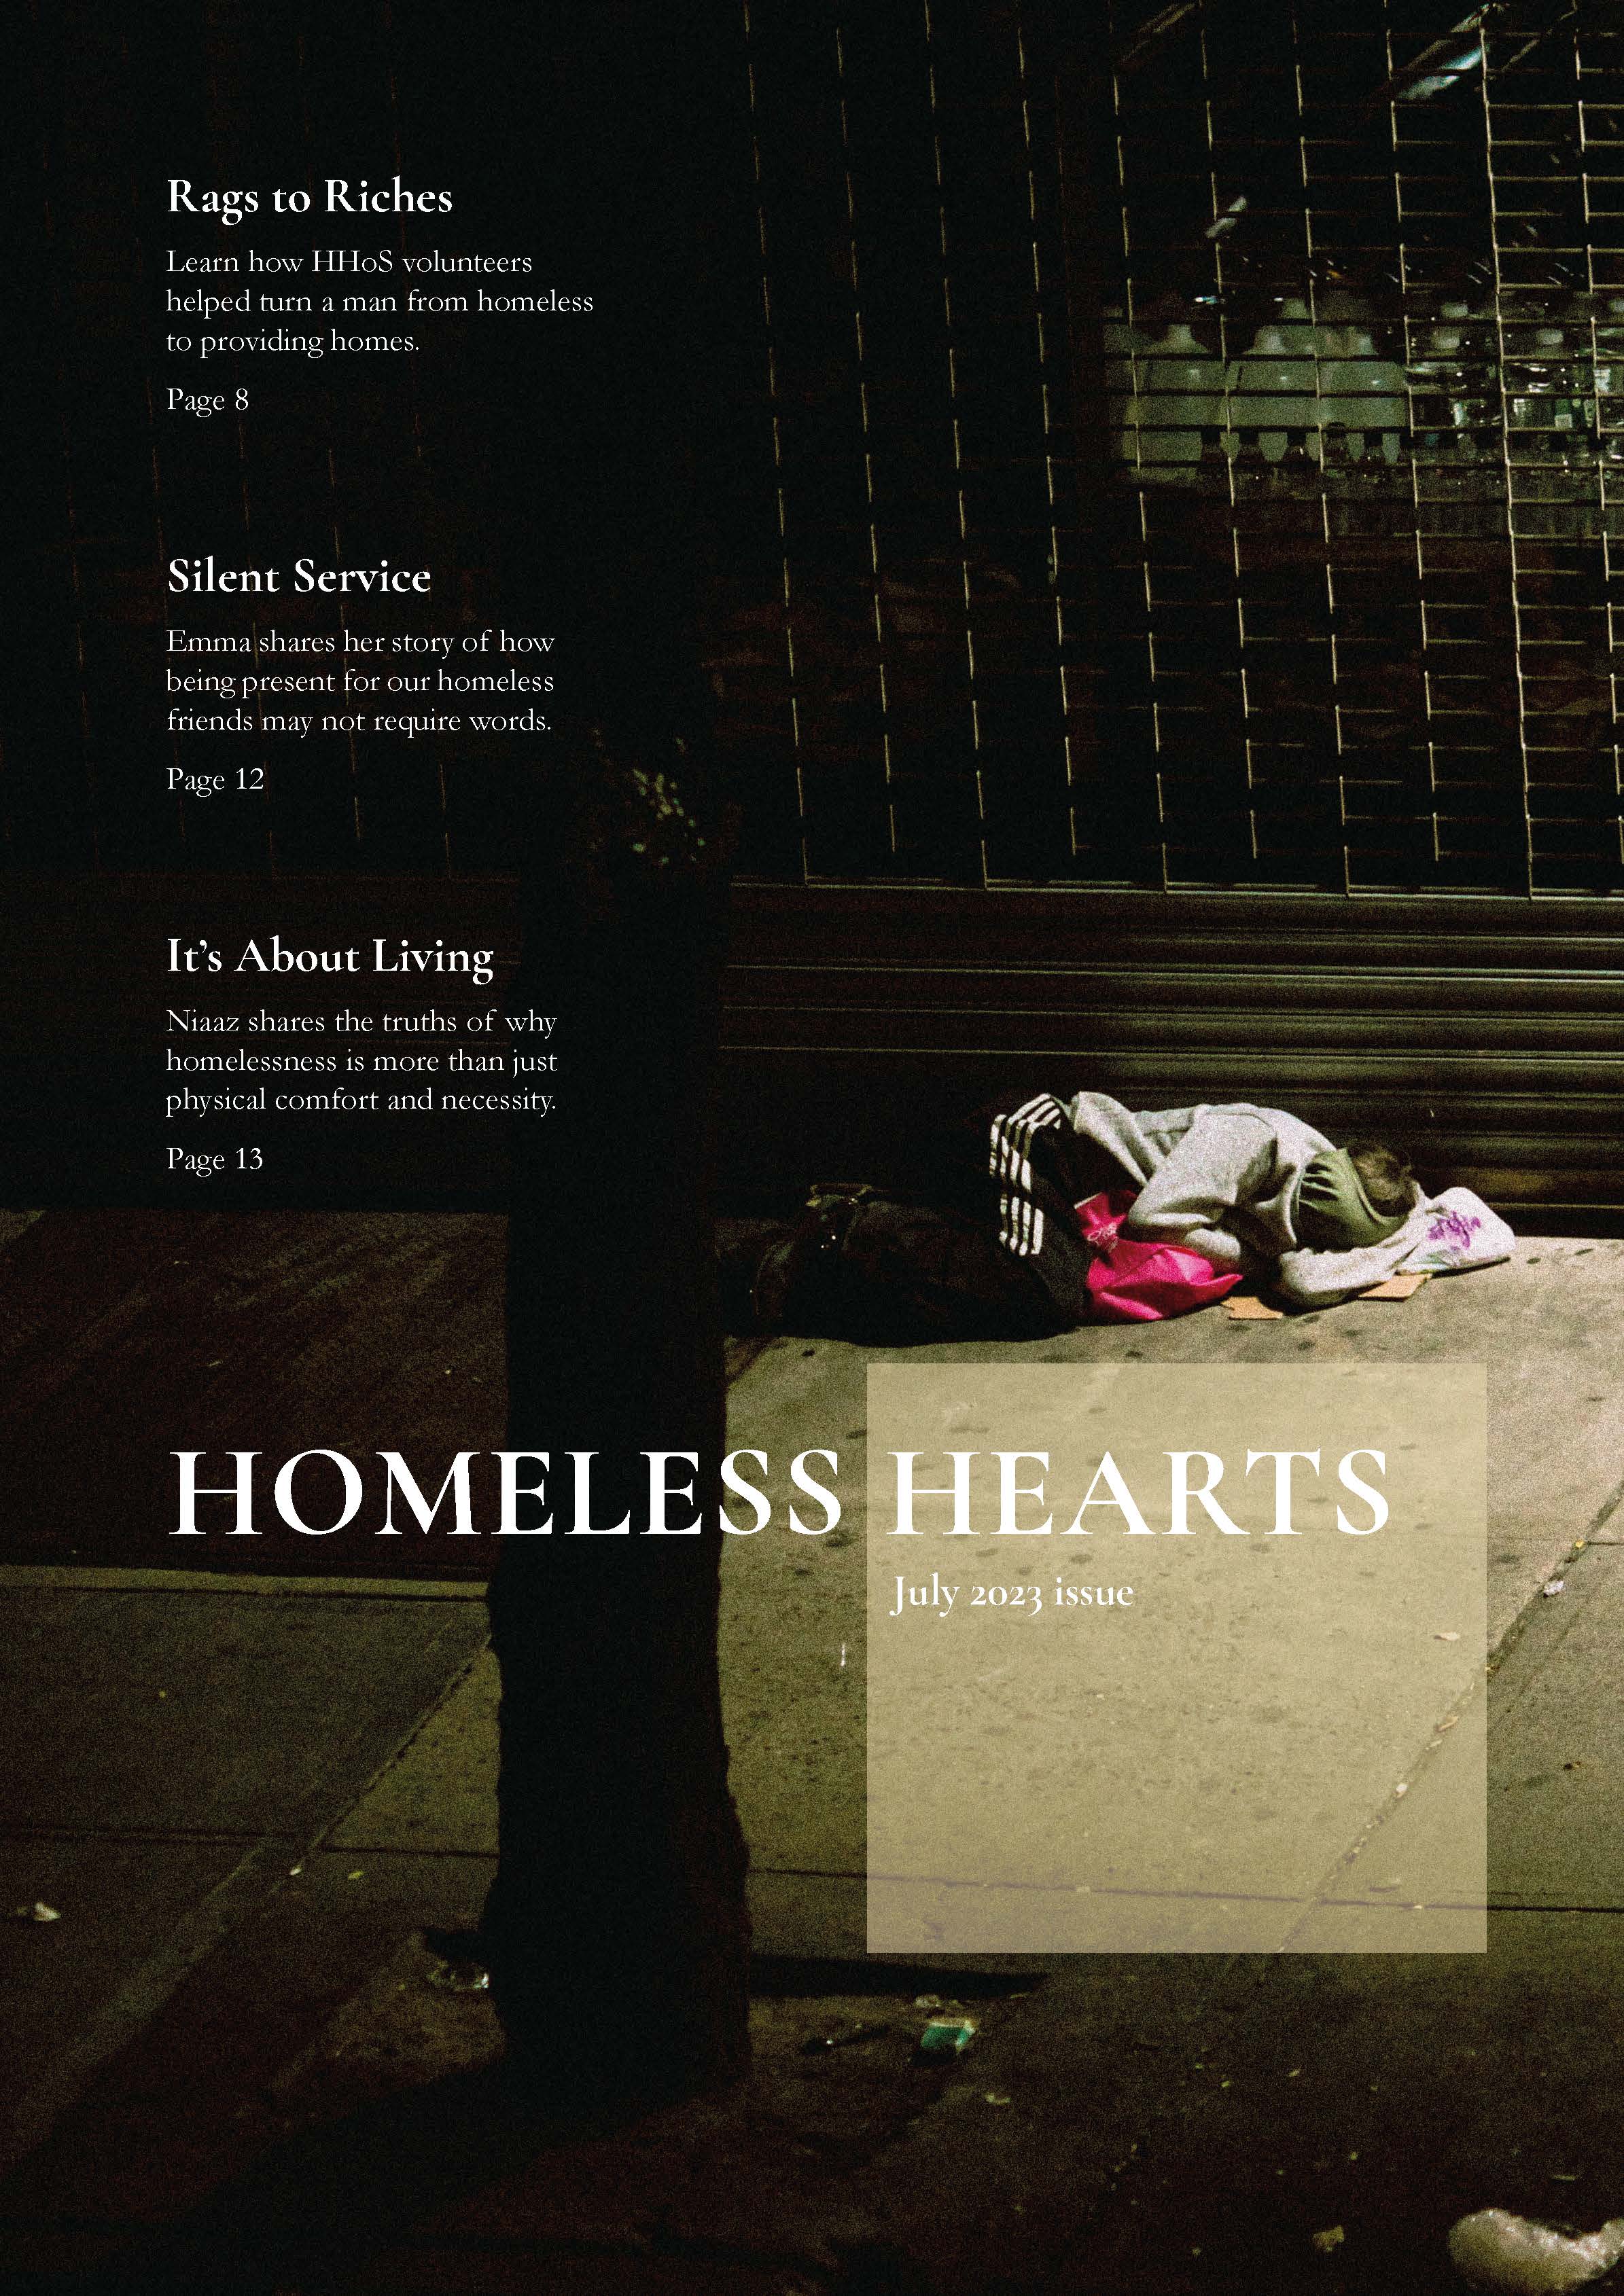 Rags to Riches
Learn how HHoS volunteers
helped turn a man from homeless
to providing homes.
Page 8
Silent Service
Emma shares her story of how
being present for our homeless
friends may not require words.
Page 12
It's About Living
Niaaz shares the truths of why
homelessness is more than just
physical comfort and necessity.
Page 13
HOMELESS HEARTS
July 2023 issue